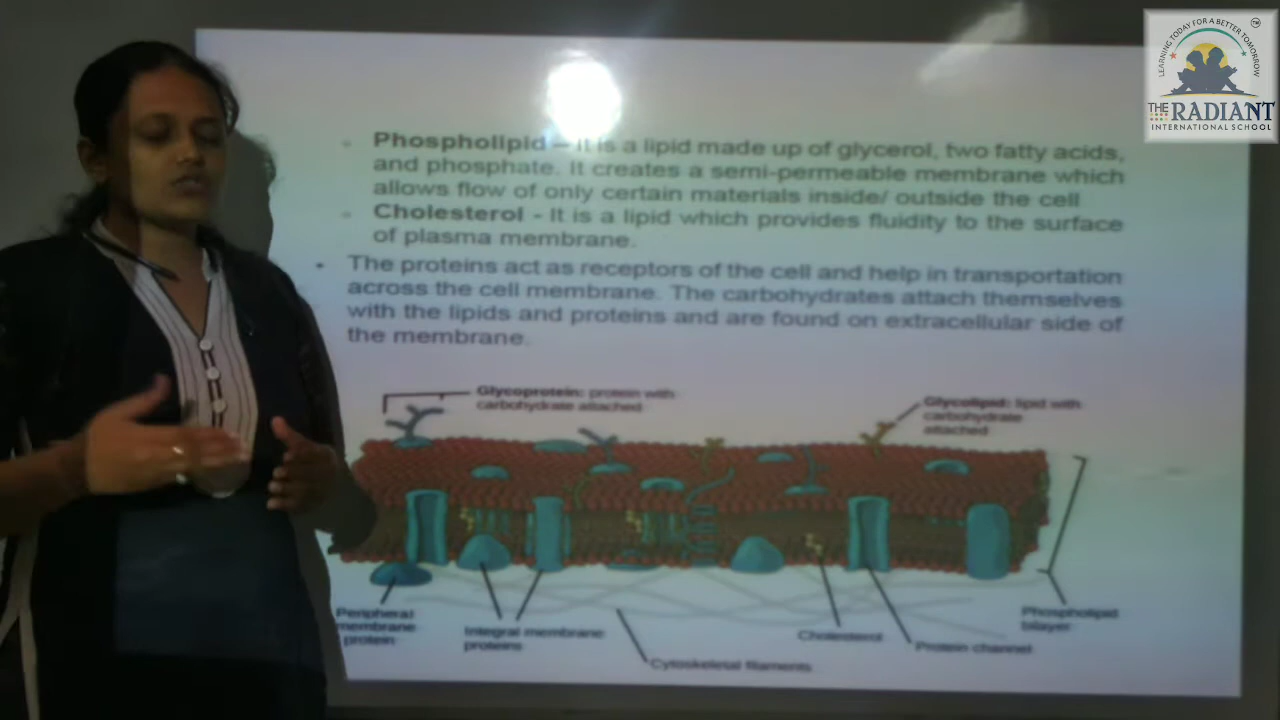 LEARNING TODAY FOR A BETTER TOMORROW
TM
THE RADIANT
INTERNATIONAL SCHOOL
Phospholipid – It is a lipid made up of glycerol, two fatty acids,
and phosphate. It creates a semi-permeable membrane which
allows flow of only certain materials inside/ outside the cell
Cholesterol - It is a lipid which provides fluidity to the surface
of plasma membrane.
The proteins act as receptors of the cell and help in transportation
across the cell membrane. The carbohydrates attach themselves
with the lipids and proteins and are found on extracellular side of
the membrane.
Glycoprotein: protein with
carbohydrate attached
Glycolipid: lipid with
carbohydrate
attached
Peripheral
membrane
protein
Integral membrane
proteins
Cytoskeletal filaments
Cholesterol
Protein channel
Phospholipid
bilayer